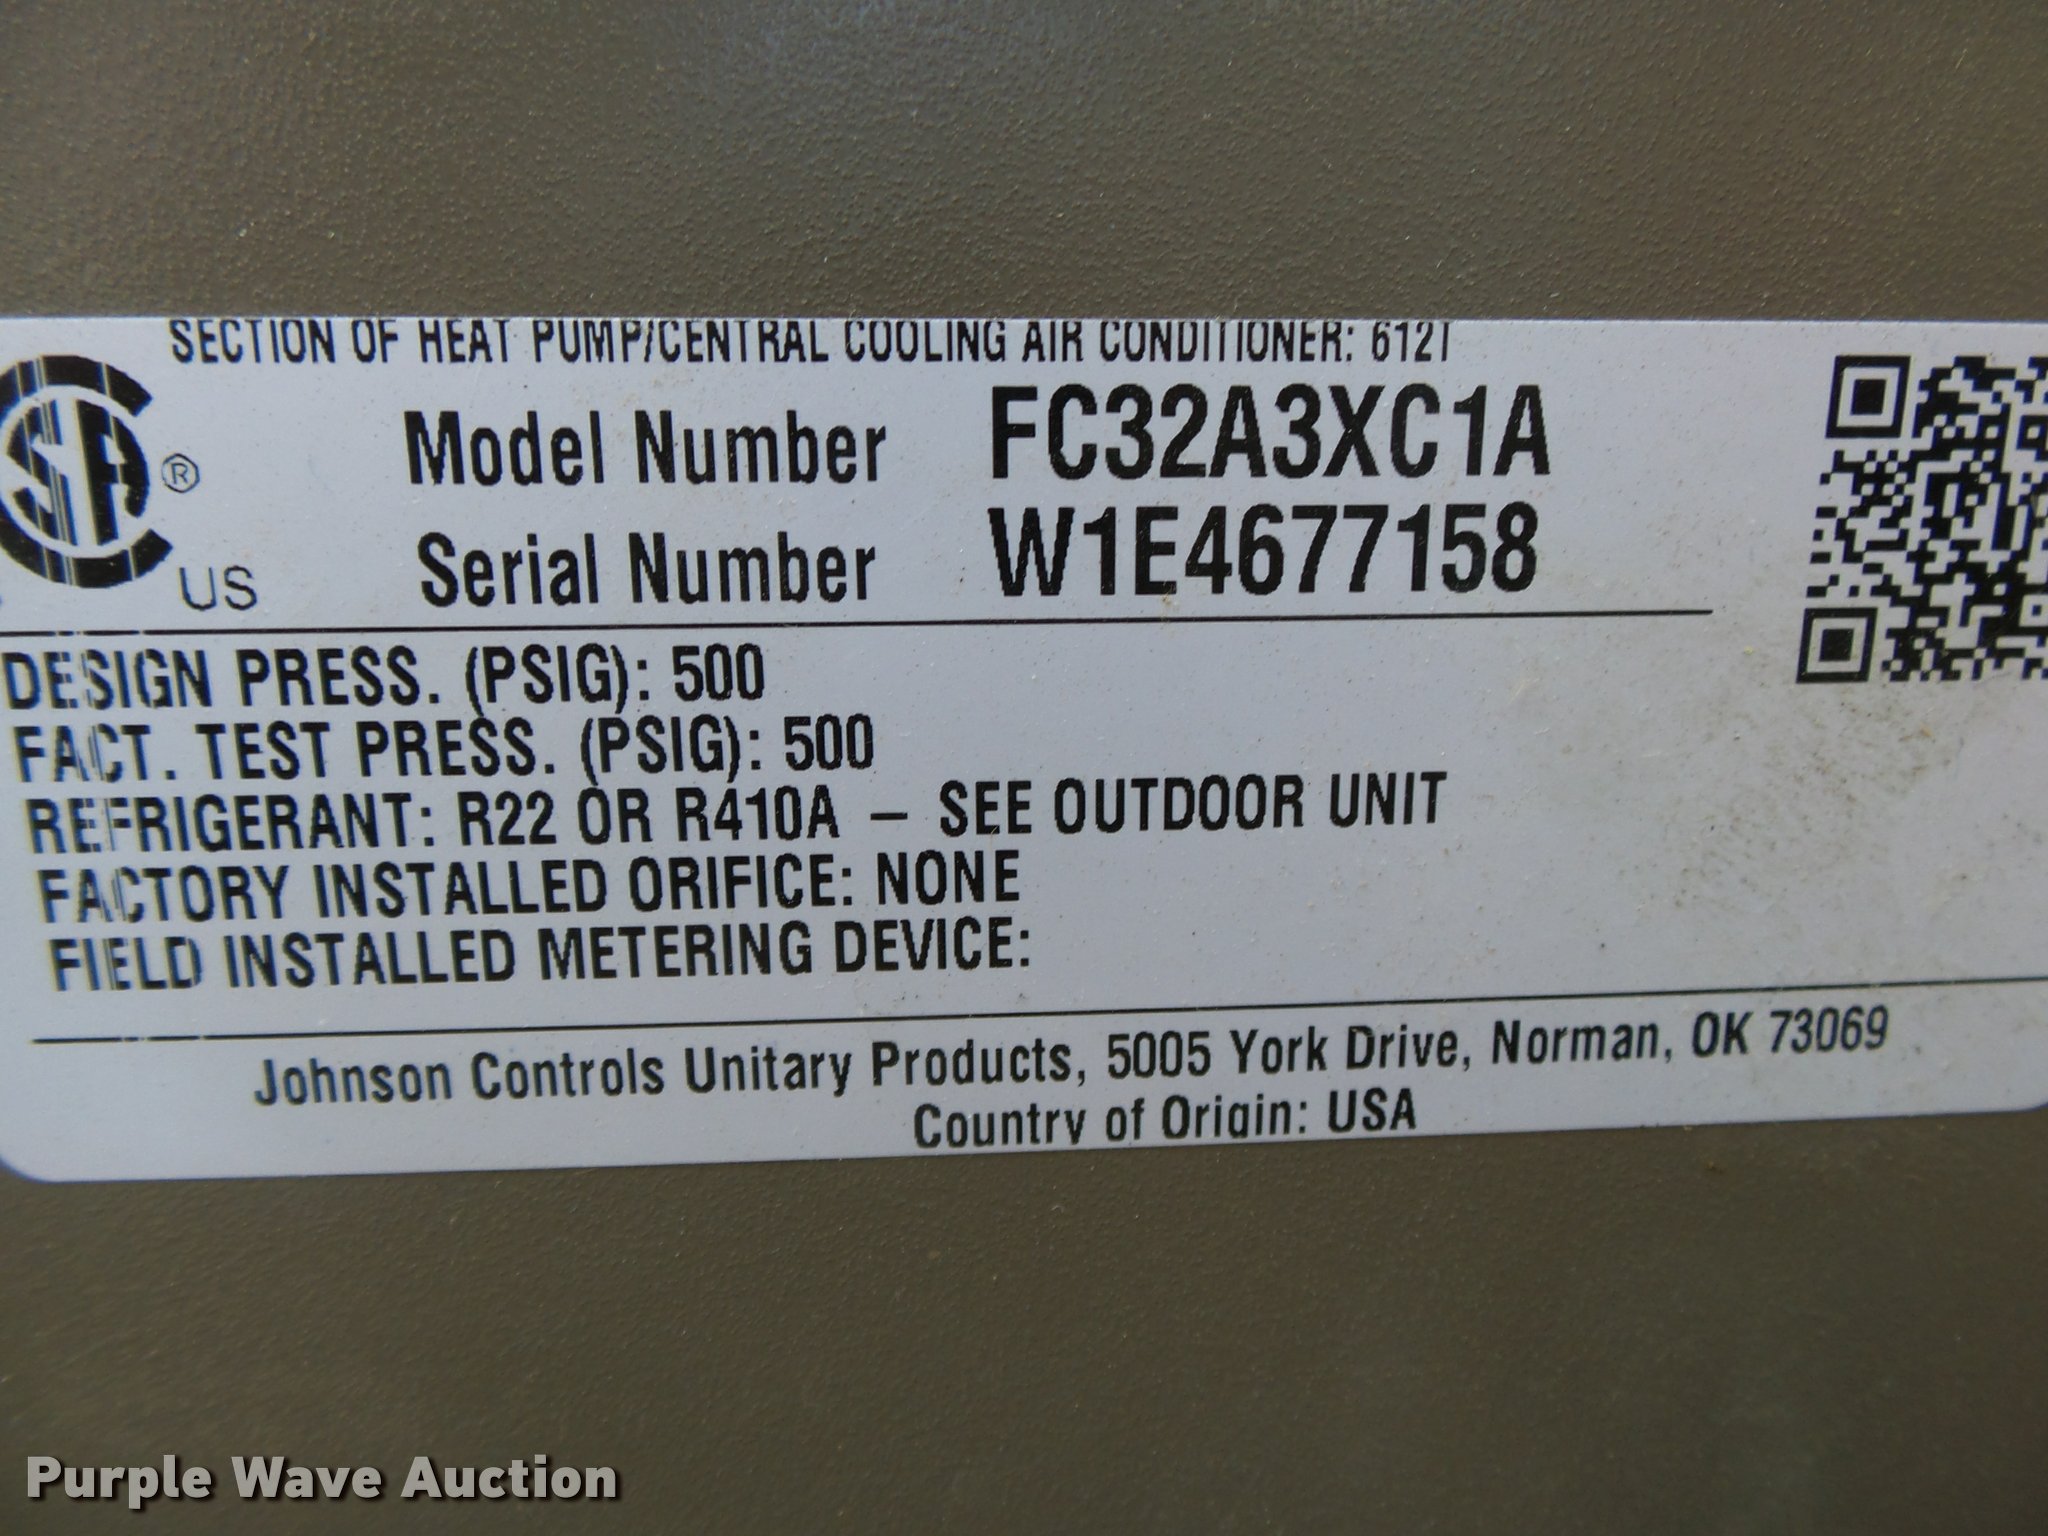 SECTION OF HEAT PUMP/CENTRAL COOLING AIR CONDITIONER: 612T
SA ® US
Model Number FC32A3XC1A
Serial Number W1E4677158
DESIGN PRESS. (PSIG): 500
FACT. TEST PRESS. (PSIG): 500
REFRIGERANT: R22 OR R410A – SEE OUTDOOR UNIT
FACTORY INSTALLED ORIFICE: NONE
FIELD INSTALLED METERING DEVICE:
Johnson Controls Unitary Products, 5005 York Drive, Norman, OK 73069
Country of Origin: USA
Purple Wave Auction